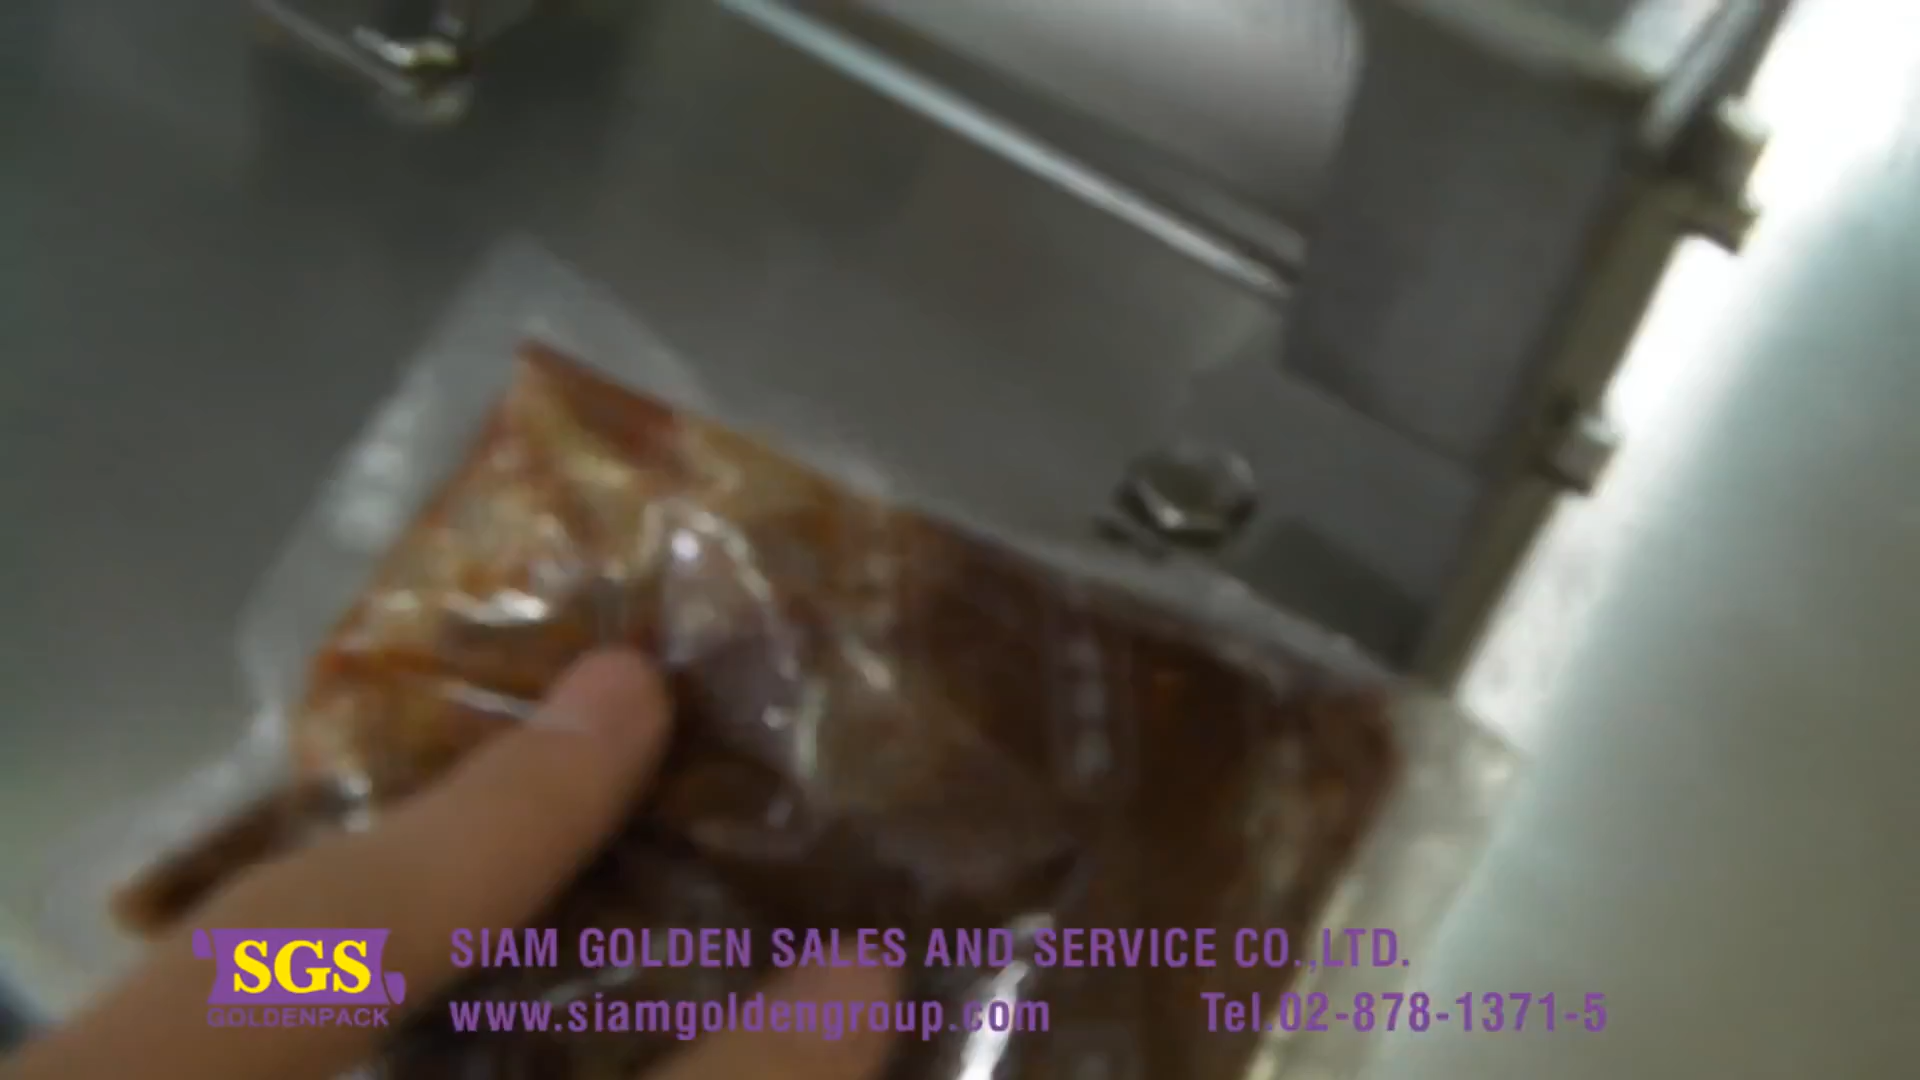 SGS
GOLDENPACK
SIAM GOLDEN SALES AND SERVICE CO.,LTD.
www.siamgoldengroup.com Tel.02-878-1371-5